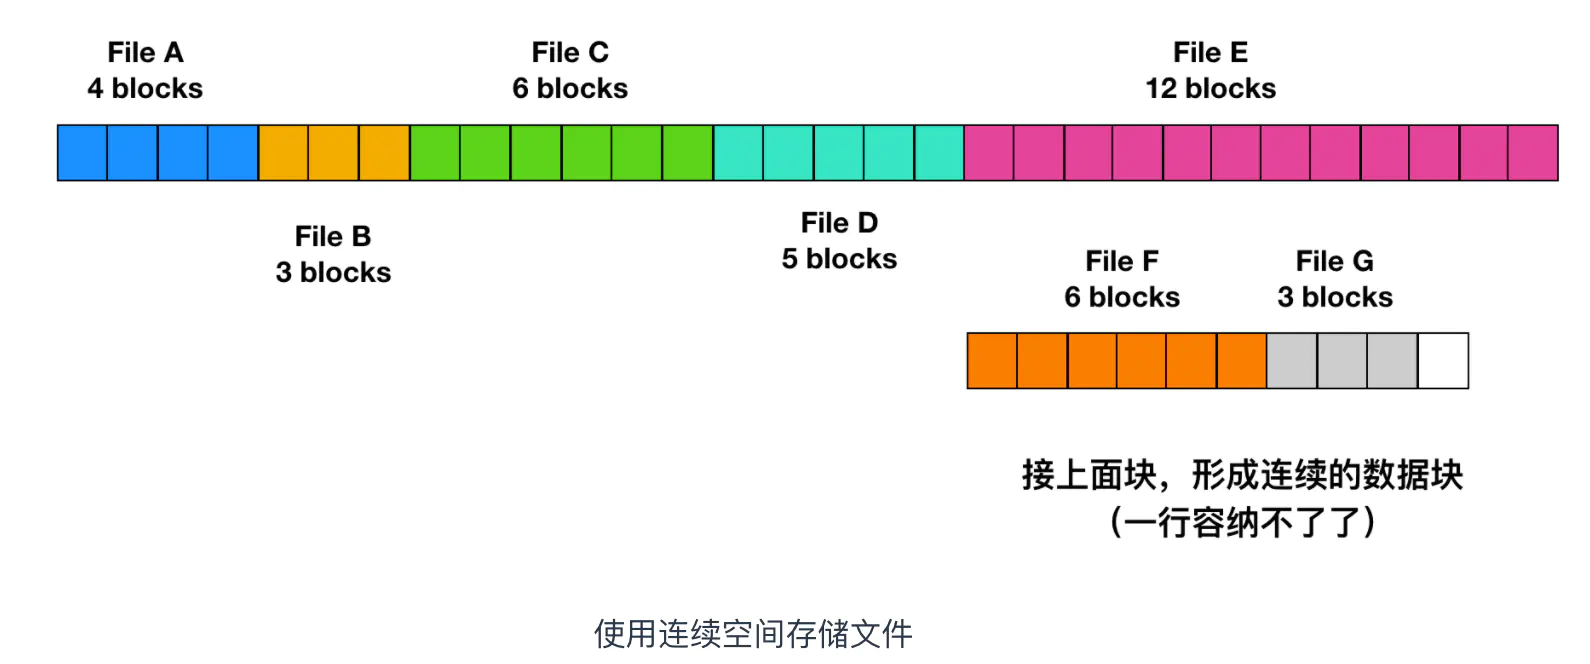 File A
4 blocks
File C
6 blocks
File E
12 blocks
File B
3 blocks
File D
5 blocks
File F
6 blocks
File G
3 blocks
接上面块，形成连续的数据块
（一行容纳不了了）
使用连续空间存储文件